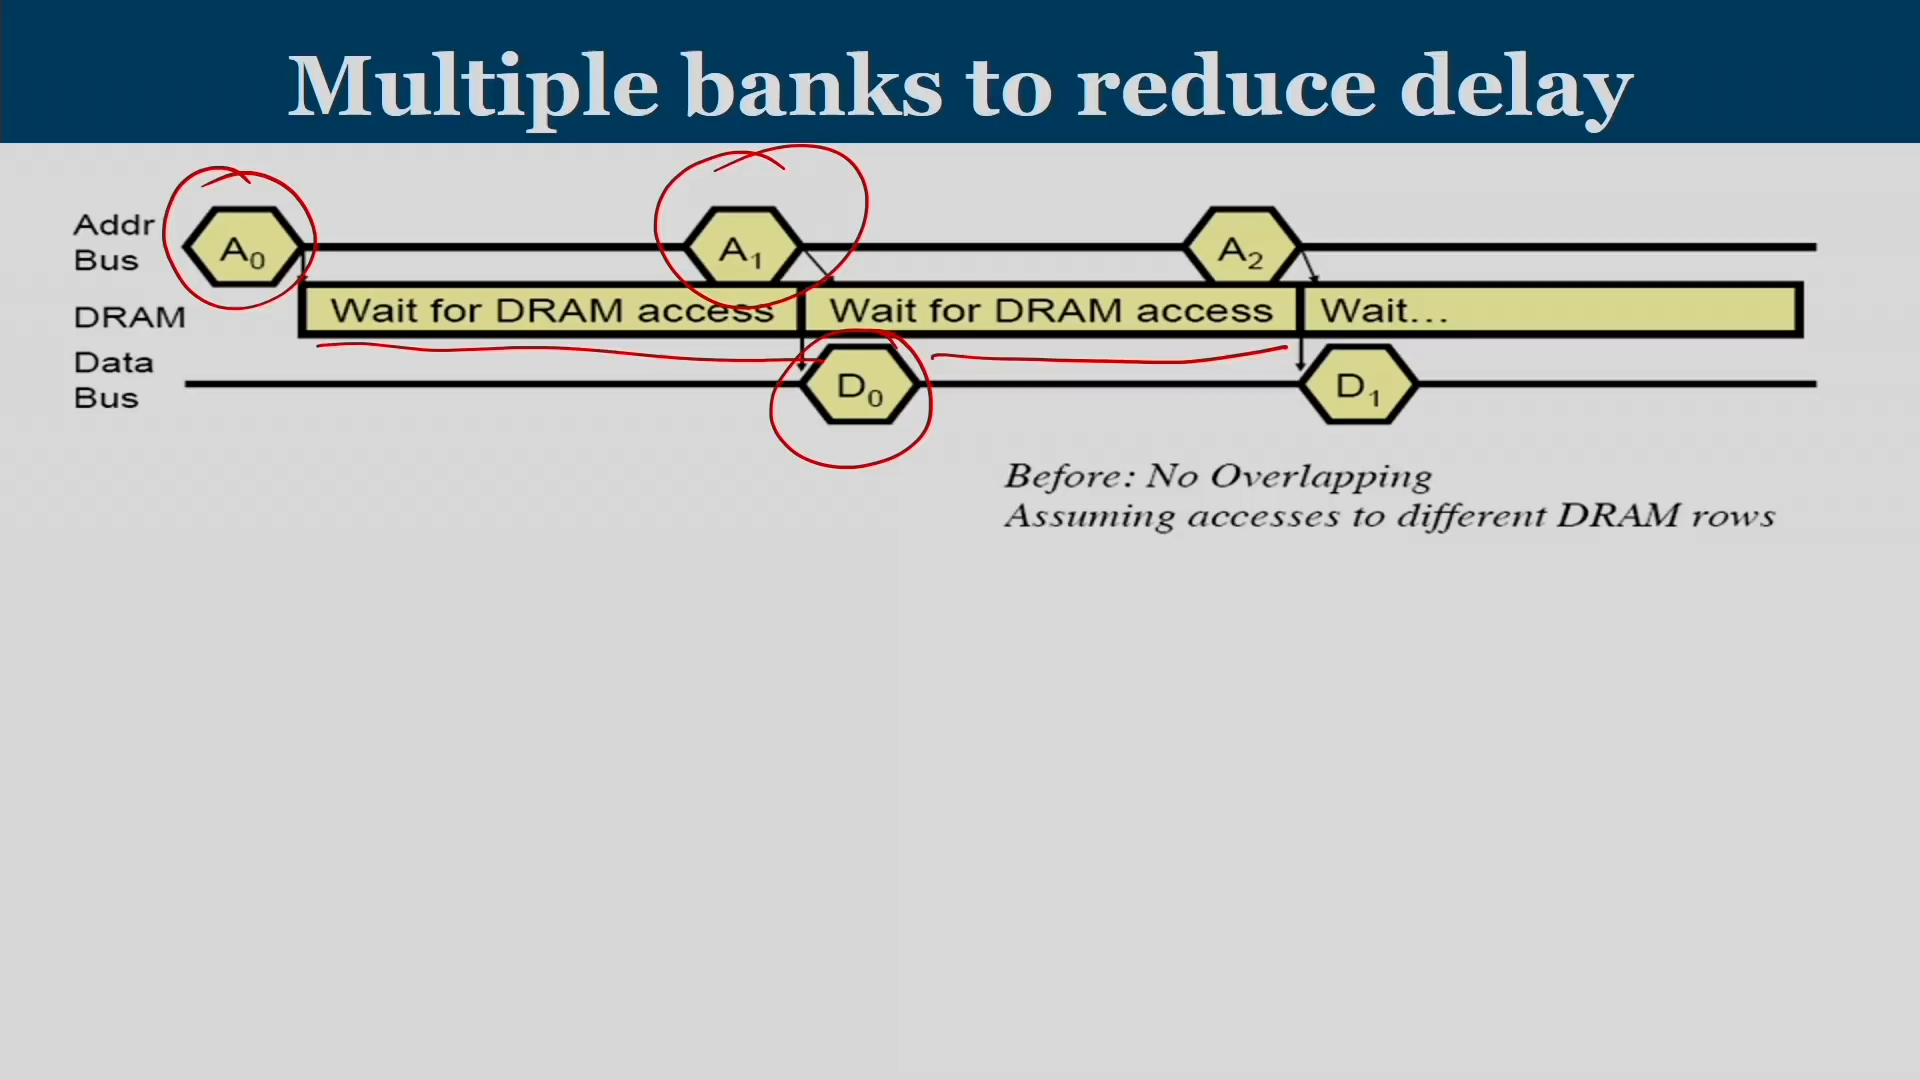 Multiple banks to reduce delay
Addr
Bus
A0
A1
A2
DRAM
Wait for DRAM access
Wait for DRAM access
Wait...
Data
Bus
D0
D1
Before: No Overlapping
Assuming accesses to different DRAM rows